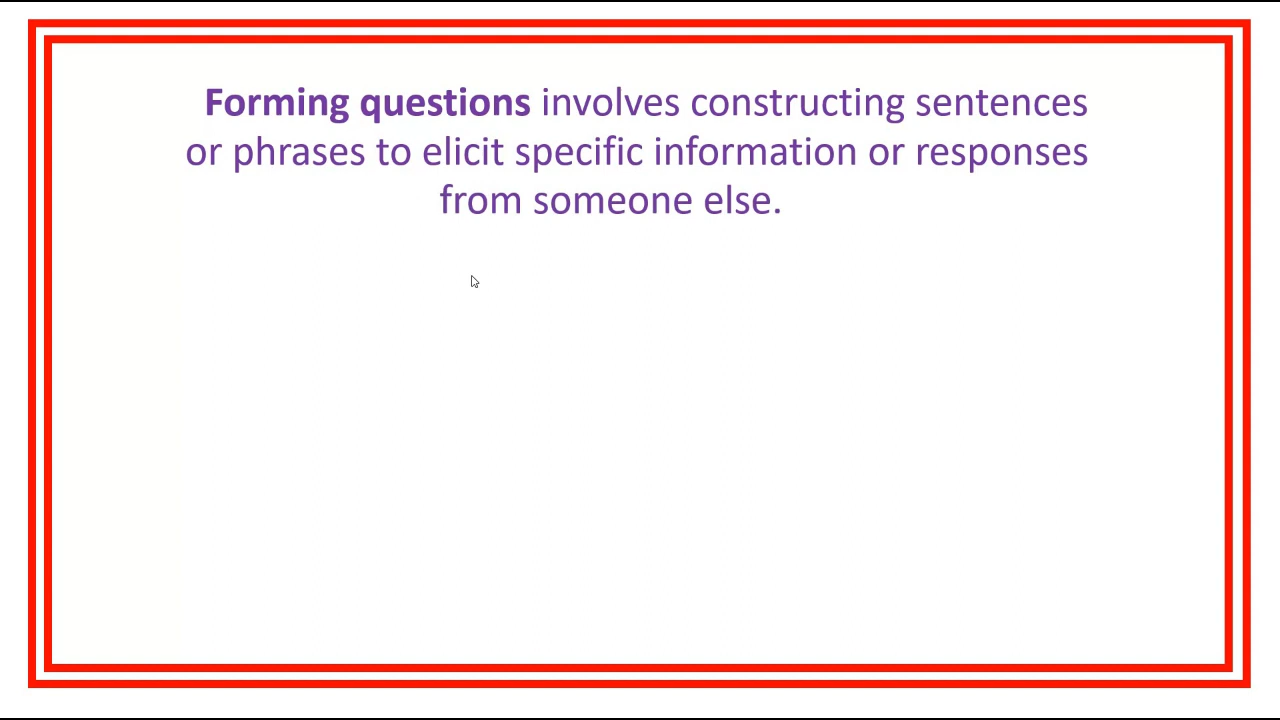 Forming questions involves constructing sentences
or phrases to elicit specific information or responses
from someone else.